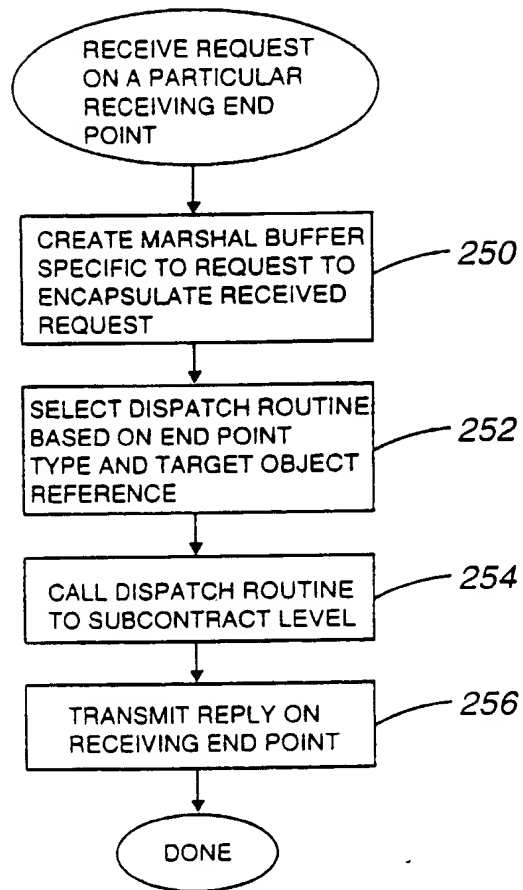 RECEIVE REQUEST
ON A PARTICULAR
RECEIVING END
POINT
CREATE MARSHAL BUFFER
SPECIFIC TO REQUEST TO
ENCAPSULATE RECEIVED
REQUEST
250
SELECT DISPATCH ROUTINE
BASED ON END POINT
TYPE AND TARGET OBJECT
REFERENCE
252
CALL DISPATCH ROUTINE
TO SUBCONTRACT LEVEL
254
TRANSMIT REPLY ON
RECEIVING END POINT
256
DONE